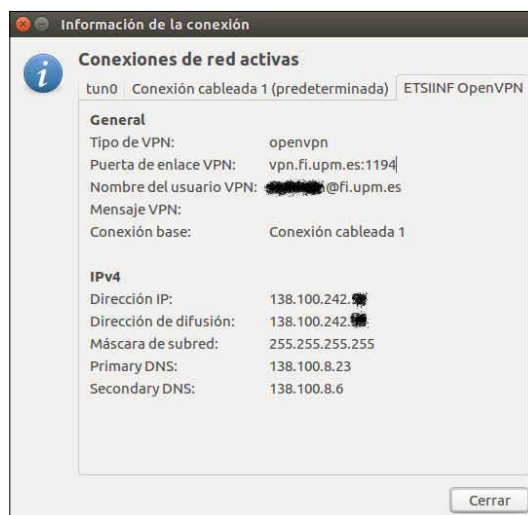 Información de la conexión
Conexiones de red activas
tun0 Conexión cableada 1 (predeterminada) ETSIINF OpenVPN
General
Tipo de VPN: openvpn
Puerta de enlace VPN: vpn.fi.upm.es:1194
Nombre del usuario VPN: @fi.upm.es
Mensaje VPN:
Conexión base: Conexión cableada 1
IPv4
Dirección IP: 138.100.242.
Dirección de difusión: 138.100.242.
Máscara de subred: 255.255.255.255
Primary DNS: 138.100.8.23
Secondary DNS: 138.100.8.6
Cerrar